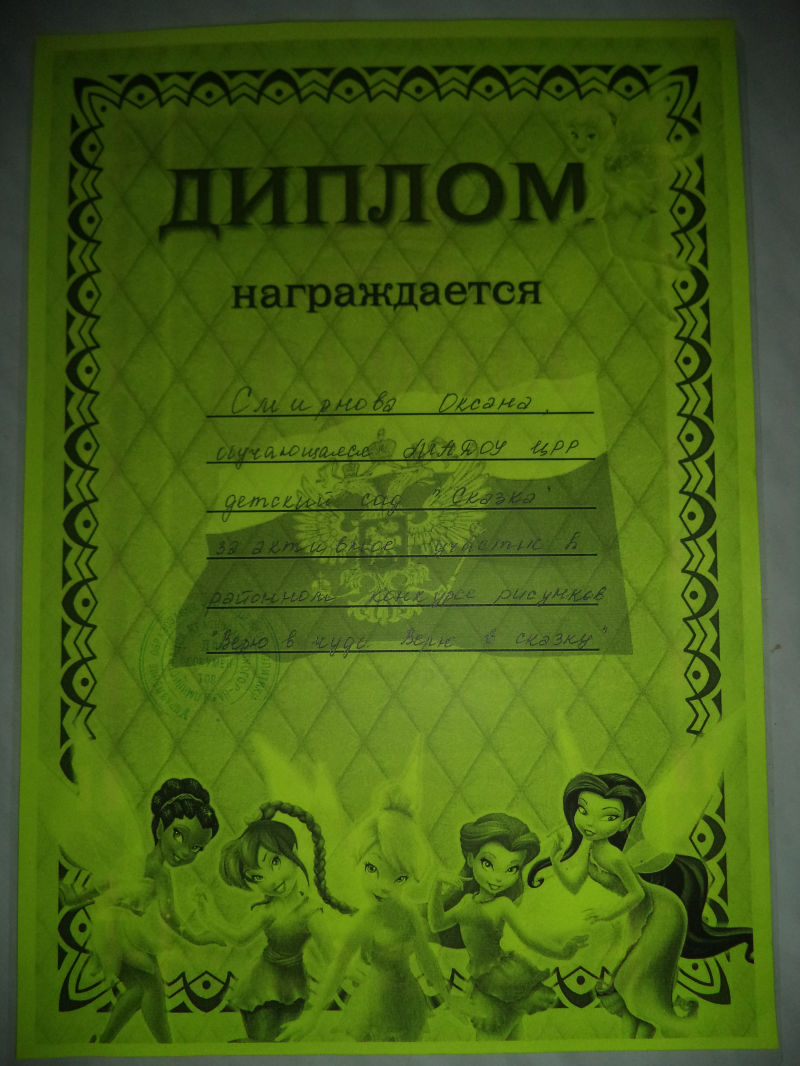 ДИПЛОМ
награждается
Смирнова Оксана,
обучающаяся МАДОУ ЦРР
детский сад "Сказка"
за активное участие в
районном конкурсе рисунков
"Верю в чудо. Верю в сказку"